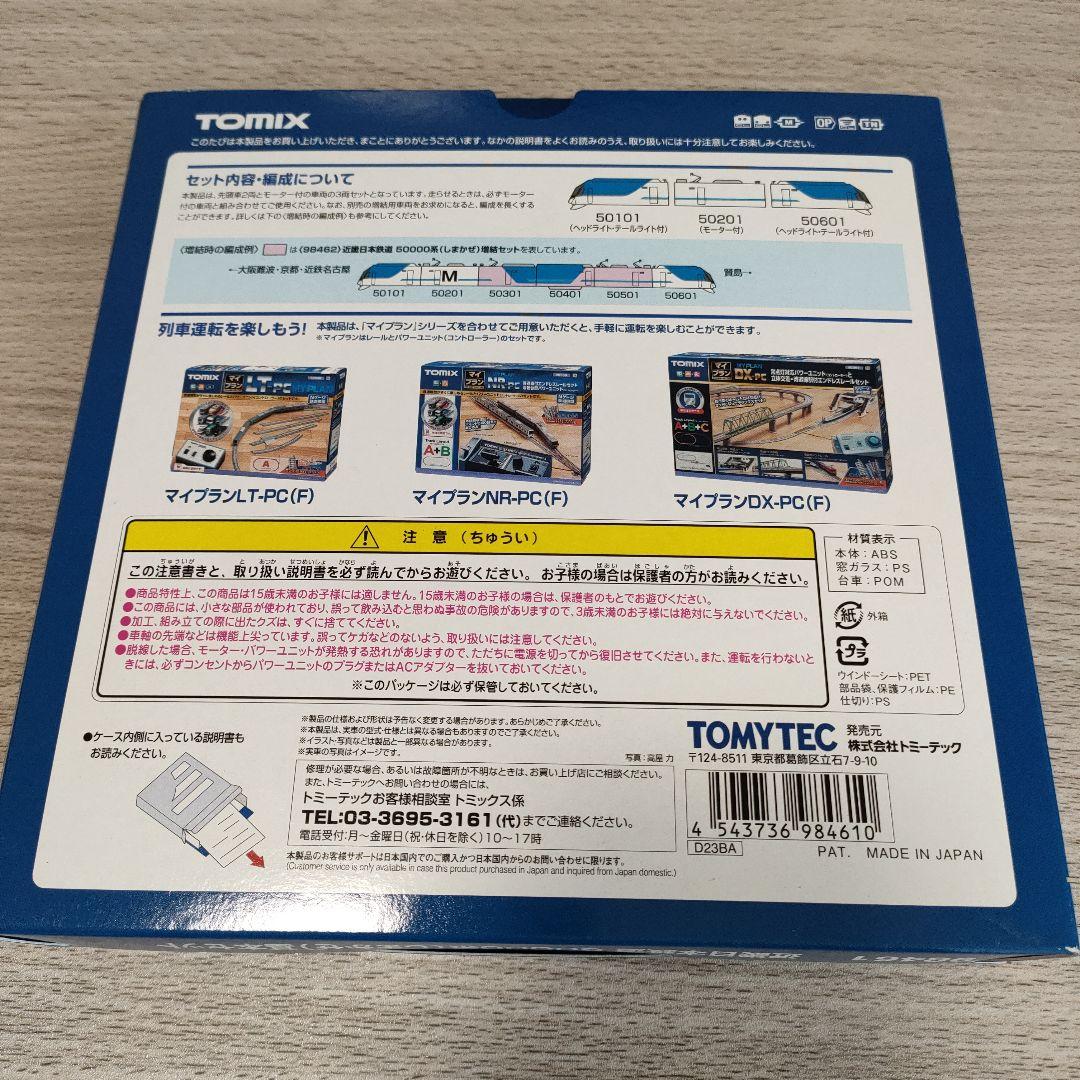 TOMIX
OP
M
TN
このたびは本製品をお買い上げいただき、まことにありがとうございます。なかの説明書をよくお読みのうえ、取り扱いには十分注意してお楽しみください。
セット内容・編成について
本製品は、先頭車2両とモーター付の車両の3両セットとなっています。走らせるときは、必ずモーター
付の車両と組み合わせてご使用ください。なお、別売の増結用車両をお求めになると、編成を長くする
ことができます。詳しくは下の〈増結時の編成例〉も参考にしてください。
50101
(ヘッドライト・テールライト付)
50201
(モーター付)
50601
(ヘッドライト・テールライト付)
〈増結時の編成例〉 は〈98462〉近畿日本鉄道 50000系(しまかぜ)増結セットを表しています。
←大阪難波・京都・近鉄名古屋
賢島→
M
50101 50201 50301 50401 50501 50601
列車運転を楽しもう!
本製品は、「マイプラン」シリーズを合わせてご用意いただくと、手軽に運転を楽しむことができます。
※マイプランはレールとパワーユニット(コントローラー)のセットです。
TOMIX マイプラン LT-PC MYPLAN
A
TOMIX マイプラン NR-PC
A+B
マイプラン DX-PC
A+B+C
マイプランLT-PC(F)
マイプランNR-PC(F)
マイプランDX-PC(F)
注意(ちゅうい)
この注意書きと、取り扱い説明書を必ず読んでからお遊びください。お子様の場合は保護者の方がお読みください。
●商品特性上、この商品は15歳未満のお子様には適しません。15歳未満のお子様の場合は、保護者のもとでお遊びください。
●この商品には、小さな部品が使われており、誤って飲み込むと思わぬ事故の危険がありますので、3歳未満のお子様には絶対に与えないでください。
●加工、組み立ての際に出たクズは、すぐに捨ててください。
●車輪の先端などは機能上尖っています。誤ってケガなどのないよう、取り扱いには注意してください。
●脱線した場合、モーター・パワーユニットが発熱する恐れがありますので、ただちに電源を切ってから復旧させてください。また、運転を行わないと
きには、必ずコンセントからパワーユニットのプラグまたはACアダプターを抜いておいてください。
※このパッケージは必ず保管しておいてください。
材質表示
本体:ABS
窓ガラス:PS
台車:POM
紙 外箱
プラ
ウインドーシート:PET
部品袋、保護フィルム:PE
仕切り:PS
●ケース内側に入っている説明書も
お読みください。
※製品の仕様および形状は予告なく変更する場合があります。あらかじめご了承ください。
※本製品は、実車の型式・仕様とは異なる場合もありますのでご了承ください。
※イラスト・写真などは製品と一部異なる場合があります。
※実車の写真はイメージです。
写真:高屋 力
修理が必要な場合、あるいは故障箇所が不明なときは、お買い上げ店にご相談ください。
また、トミーテックへお問い合わせの場合には、
トミーテックお客様相談室 トミックス係
TEL:03-3695-3161(代)までご連絡ください。
電話受付:月〜金曜日(祝・休日を除く)10〜17時
本製品のお客様サポートは日本国内でのご購入かつ日本国内からのお問い合わせに限ります。
(Customer service is only available in case this product purchased in Japan and inquired from Japan domestic.)
TOMYTEC
発売元
株式会社トミーテック
〒124-8511 東京都葛飾区立石7-9-10
4 543736 984610
D23BA
PAT. MADE IN JAPAN